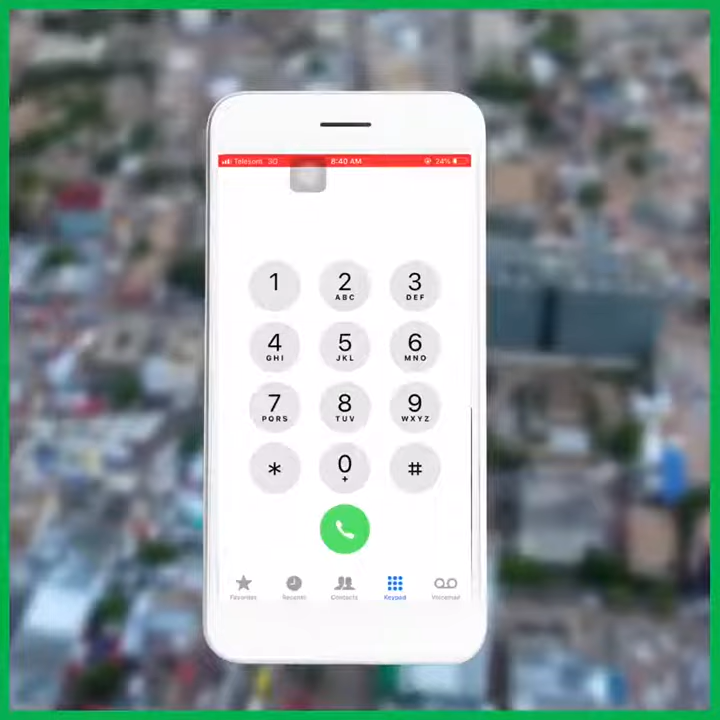 Telesom 3G 8:40 AM 24%
1 2 3
ABC DEF
4 5 6
GHI JKL MNO
7 8 9
PQRS TUV WXYZ
* 0 #
+
Favorites Recents Contacts Keypad Voicemail